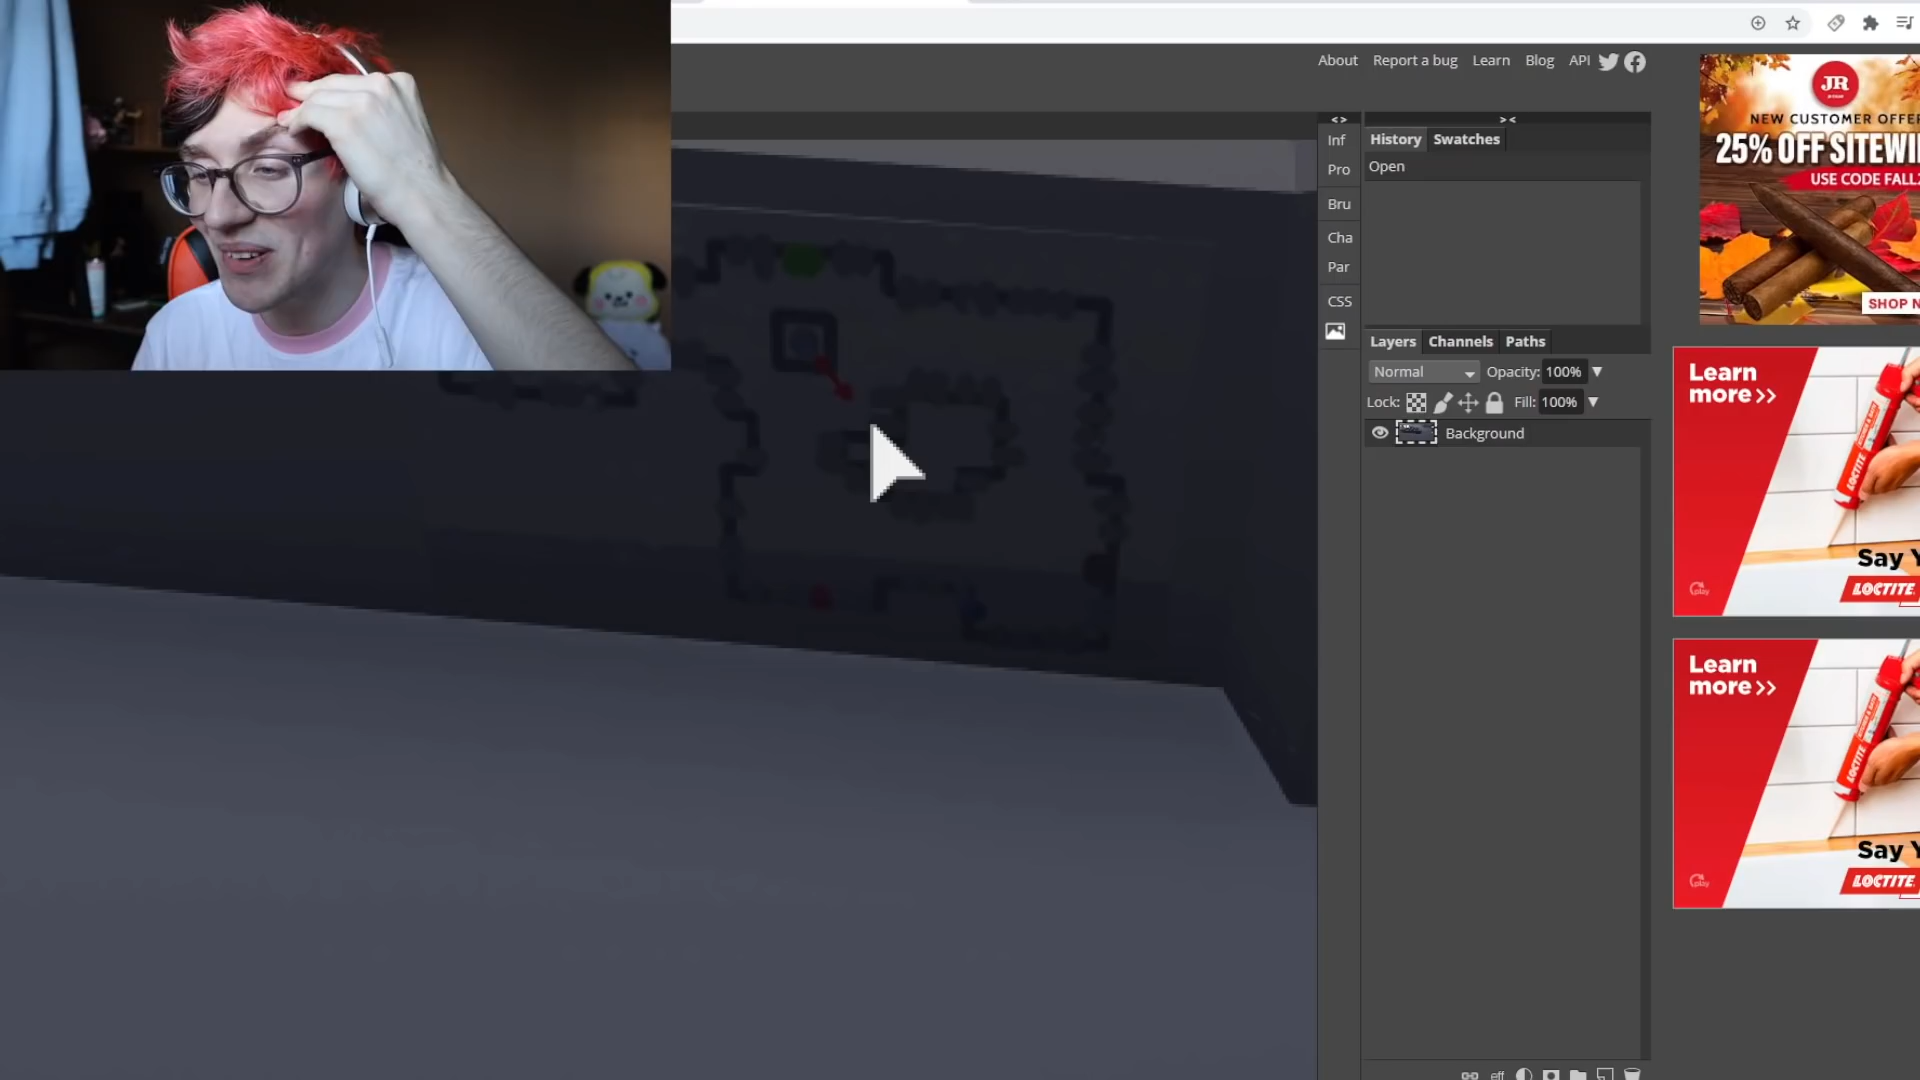 About Report a bug Learn Blog API
History Swatches
Open
Inf
Pro
Bru
Cha
Par
CSS
Layers Channels Paths
Normal Opacity: 100%
Lock: Fill: 100%
Background
eff
JR
NEW CUSTOMER OFFER
25% OFF SITEWI
USE CODE FALL2
SHOP N
Learn
more >>
Say Y
LOCTITE
Learn
more >>
Say Y
LOCTITE